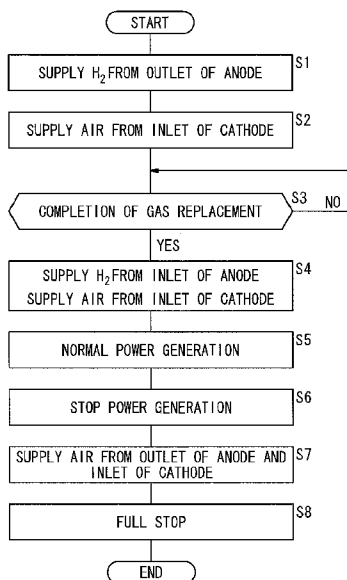 START
SUPPLY H2 FROM OUTLET OF ANODE S1
SUPPLY AIR FROM INLET OF CATHODE S2
COMPLETION OF GAS REPLACEMENT S3 NO
YES
SUPPLY H2 FROM INLET OF ANODE S4
SUPPLY AIR FROM INLET OF CATHODE
NORMAL POWER GENERATION S5
STOP POWER GENERATION S6
SUPPLY AIR FROM OUTLET OF ANODE AND S7
INLET OF CATHODE
FULL STOP S8
END